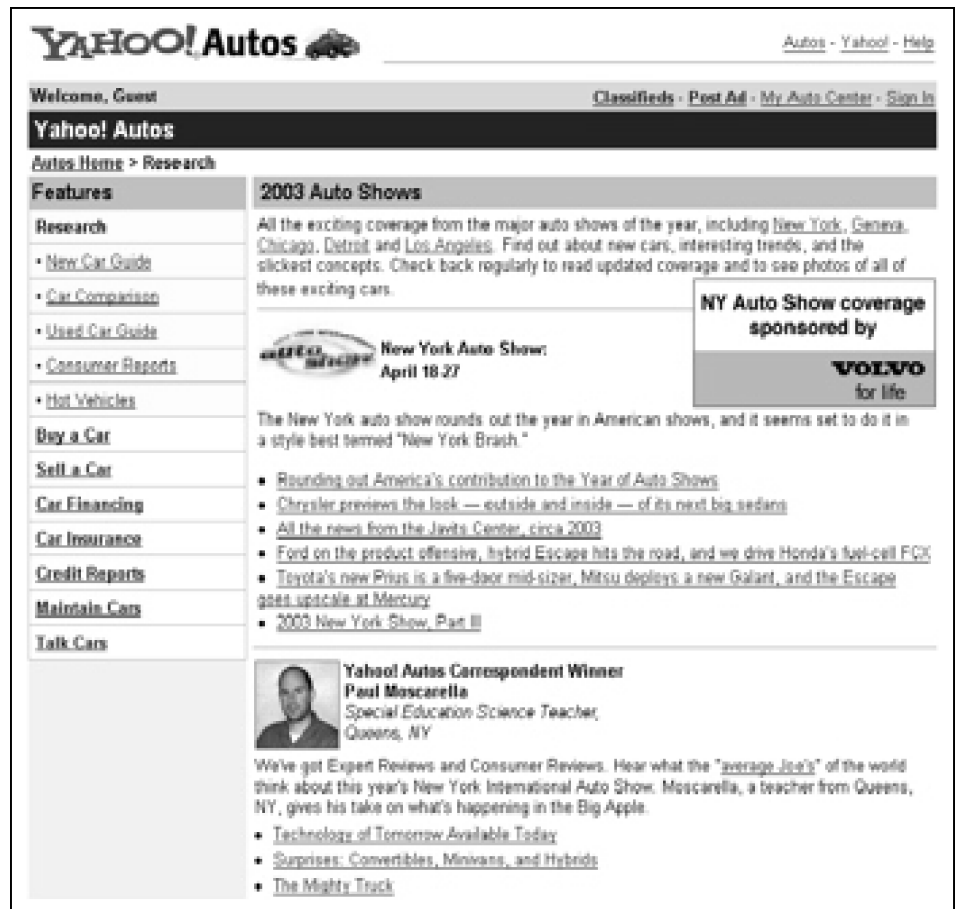 YAHOO! Autos
Autos - Yahoo! - Help
Welcome, Guest
Classifieds - Post Ad - My Auto Center - Sign In
Yahoo! Autos
Autos Home > Research
Features
Research
• New Car Guide
• Car Comparison
• Used Car Guide
• Consumer Reports
• Hot Vehicles
Buy a Car
Sell a Car
Car Financing
Car Insurance
Credit Reports
Maintain Cars
Talk Cars
2003 Auto Shows
All the exciting coverage from the major auto shows of the year, including New York, Geneva,
Chicago, Detroit and Los Angeles. Find out about new cars, interesting trends, and the
slickest concepts. Check back regularly to read updated coverage and to see photos of all of
these exciting cars.
NY Auto Show coverage
sponsored by
VOLVO
for life
auto
show
New York Auto Show:
April 18-27
The New York auto show rounds out the year in American shows, and it seems set to do it in
a style best termed "New York Brash."
• Rounding out America's contribution to the Year of Auto Shows
• Chrysler previews the look — outside and inside — of its next big sedans
• All the news from the Javits Center, circa 2003
• Ford on the product offensive, hybrid Escape hits the road, and we drive Honda's fuel-cell FCX
• Toyota's new Prius is a five-door mid-sizer, Mitsu deploys a new Galant, and the Escape
goes upscale at Mercury
• 2003 New York Show, Part III
Yahoo! Autos Correspondent Winner
Paul Moscarella
Special Education Science Teacher,
Queens, NY
We've got Expert Reviews and Consumer Reviews. Hear what the "average Joe's" of the world
think about this year's New York International Auto Show. Moscarella, a teacher from Queens,
NY, gives his take on what's happening in the Big Apple.
• Technology of Tomorrow Available Today
• Surprises: Convertibles, Minivans, and Hybrids
• The Mighty Truck